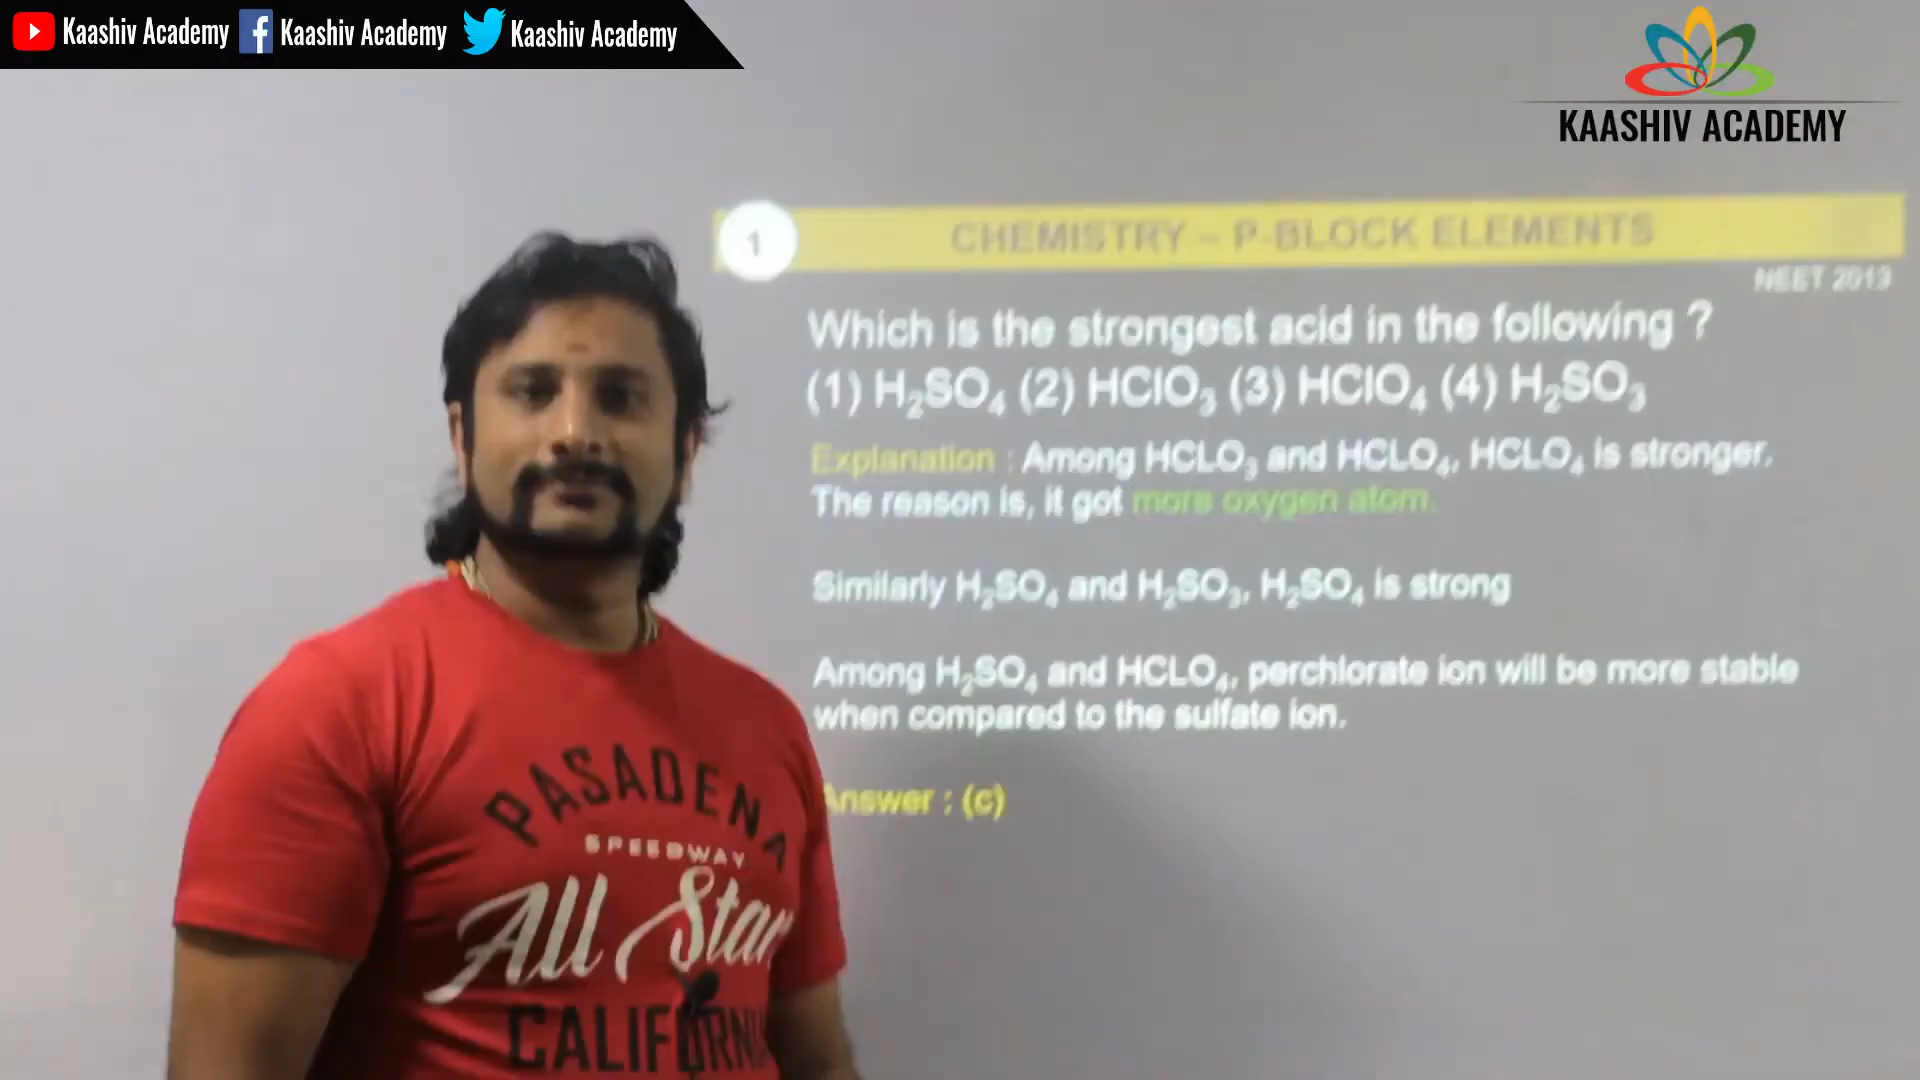 Kaashiv Academy Kaashiv Academy Kaashiv Academy
KAASHIV ACADEMY
1 CHEMISTRY – P-BLOCK ELEMENTS
NEET 2013
Which is the strongest acid in the following ?
(1) H₂SO₄ (2) HClO₃ (3) HClO₄ (4) H₂SO₃
Explanation : Among HCLO₃ and HCLO₄, HCLO₄ is stronger.
The reason is, it got more oxygen atom.
Similarly H₂SO₄ and H₂SO₃, H₂SO₄ is strong
Among H₂SO₄ and HCLO₄, perchlorate ion will be more stable
when compared to the sulfate ion.
Answer : (c)
PASADENA
SPEEDWAY
All Star
CALIFORNIA